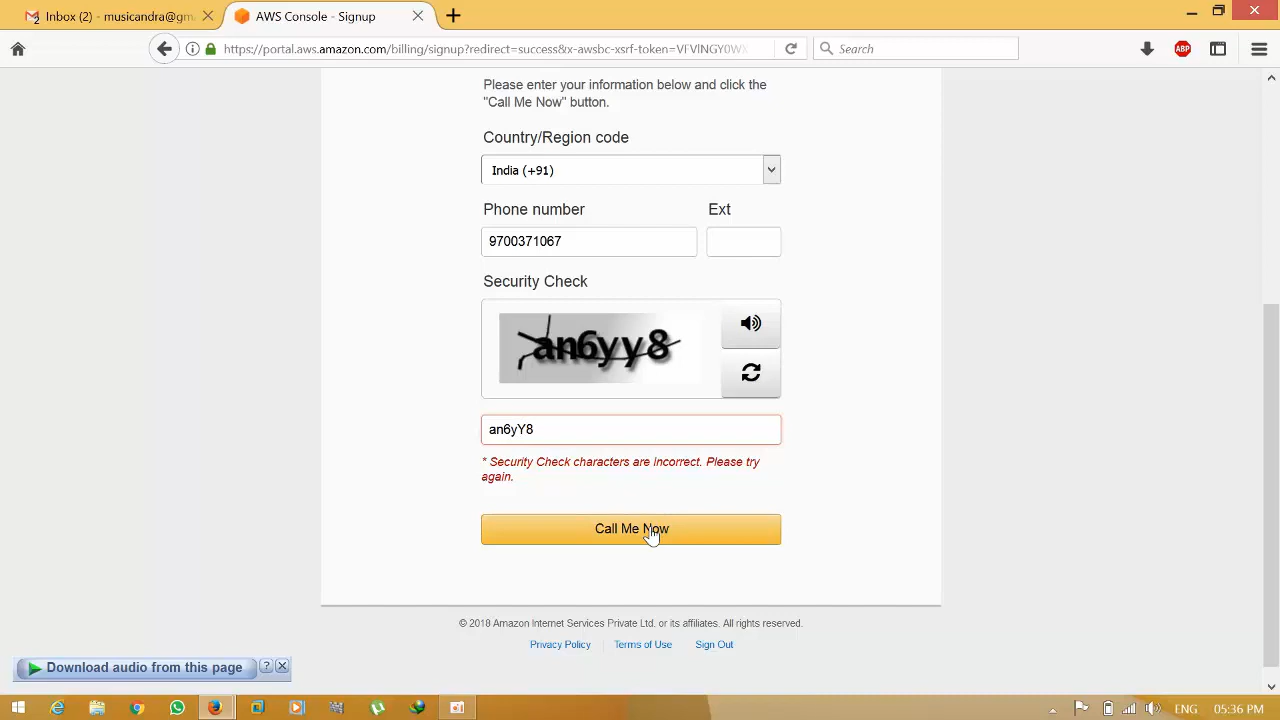 Inbox (2) - musicandra@gm
AWS Console - Signup
https://portal.aws.amazon.com/billing/signup?redirect=success&x-awsbc-xsrf-token=VFVlNGY0WX
Search
ABP
Please enter your information below and click the
"Call Me Now" button.
Country/Region code
India (+91)
Phone number
Ext
9700371067
Security Check
an6yy8
an6yY8
* Security Check characters are incorrect. Please try
again.
Call Me Now
© 2018 Amazon Internet Services Private Ltd. or its affiliates. All rights reserved.
Privacy Policy
Terms of Use
Sign Out
Download audio from this page
?
ENG
05:36 PM